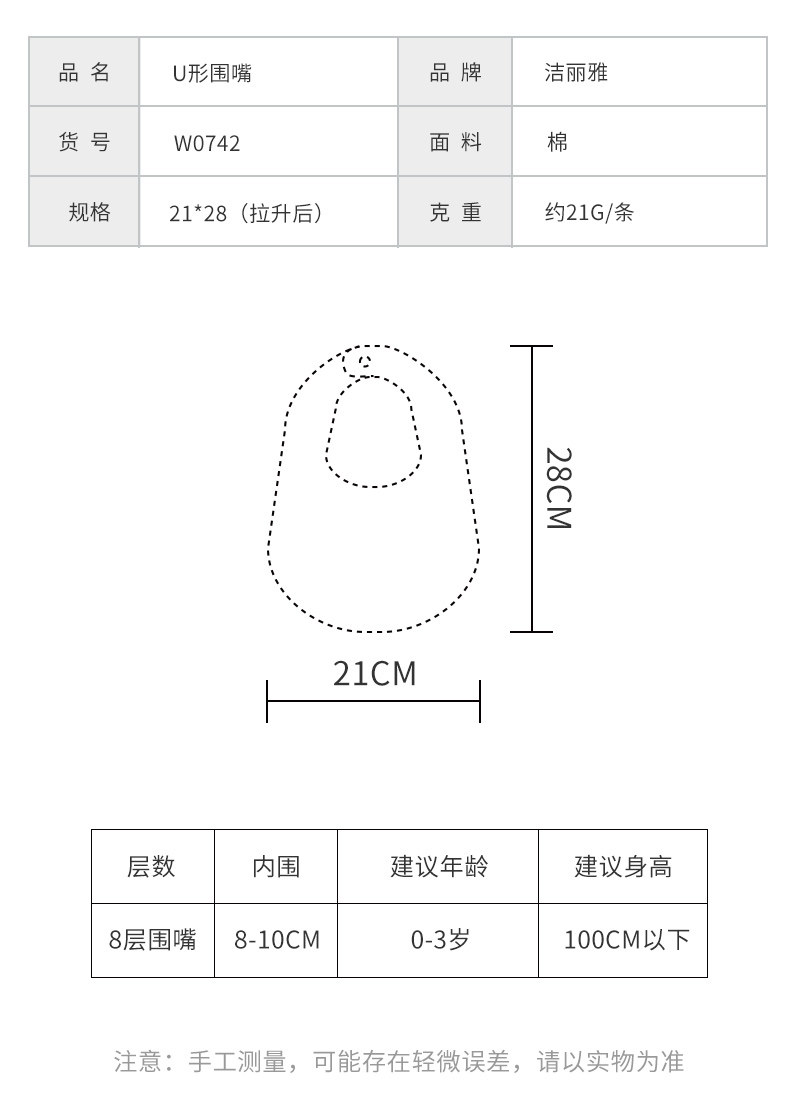 品 名 U形围嘴 品 牌 洁丽雅
货 号 W0742 面 料 棉
规格 21*28（拉升后） 克 重 约21G/条
28CM
21CM
层数 内围 建议年龄 建议身高
8层围嘴 8-10CM 0-3岁 100CM以下
注意：手工测量，可能存在轻微误差，请以实物为准